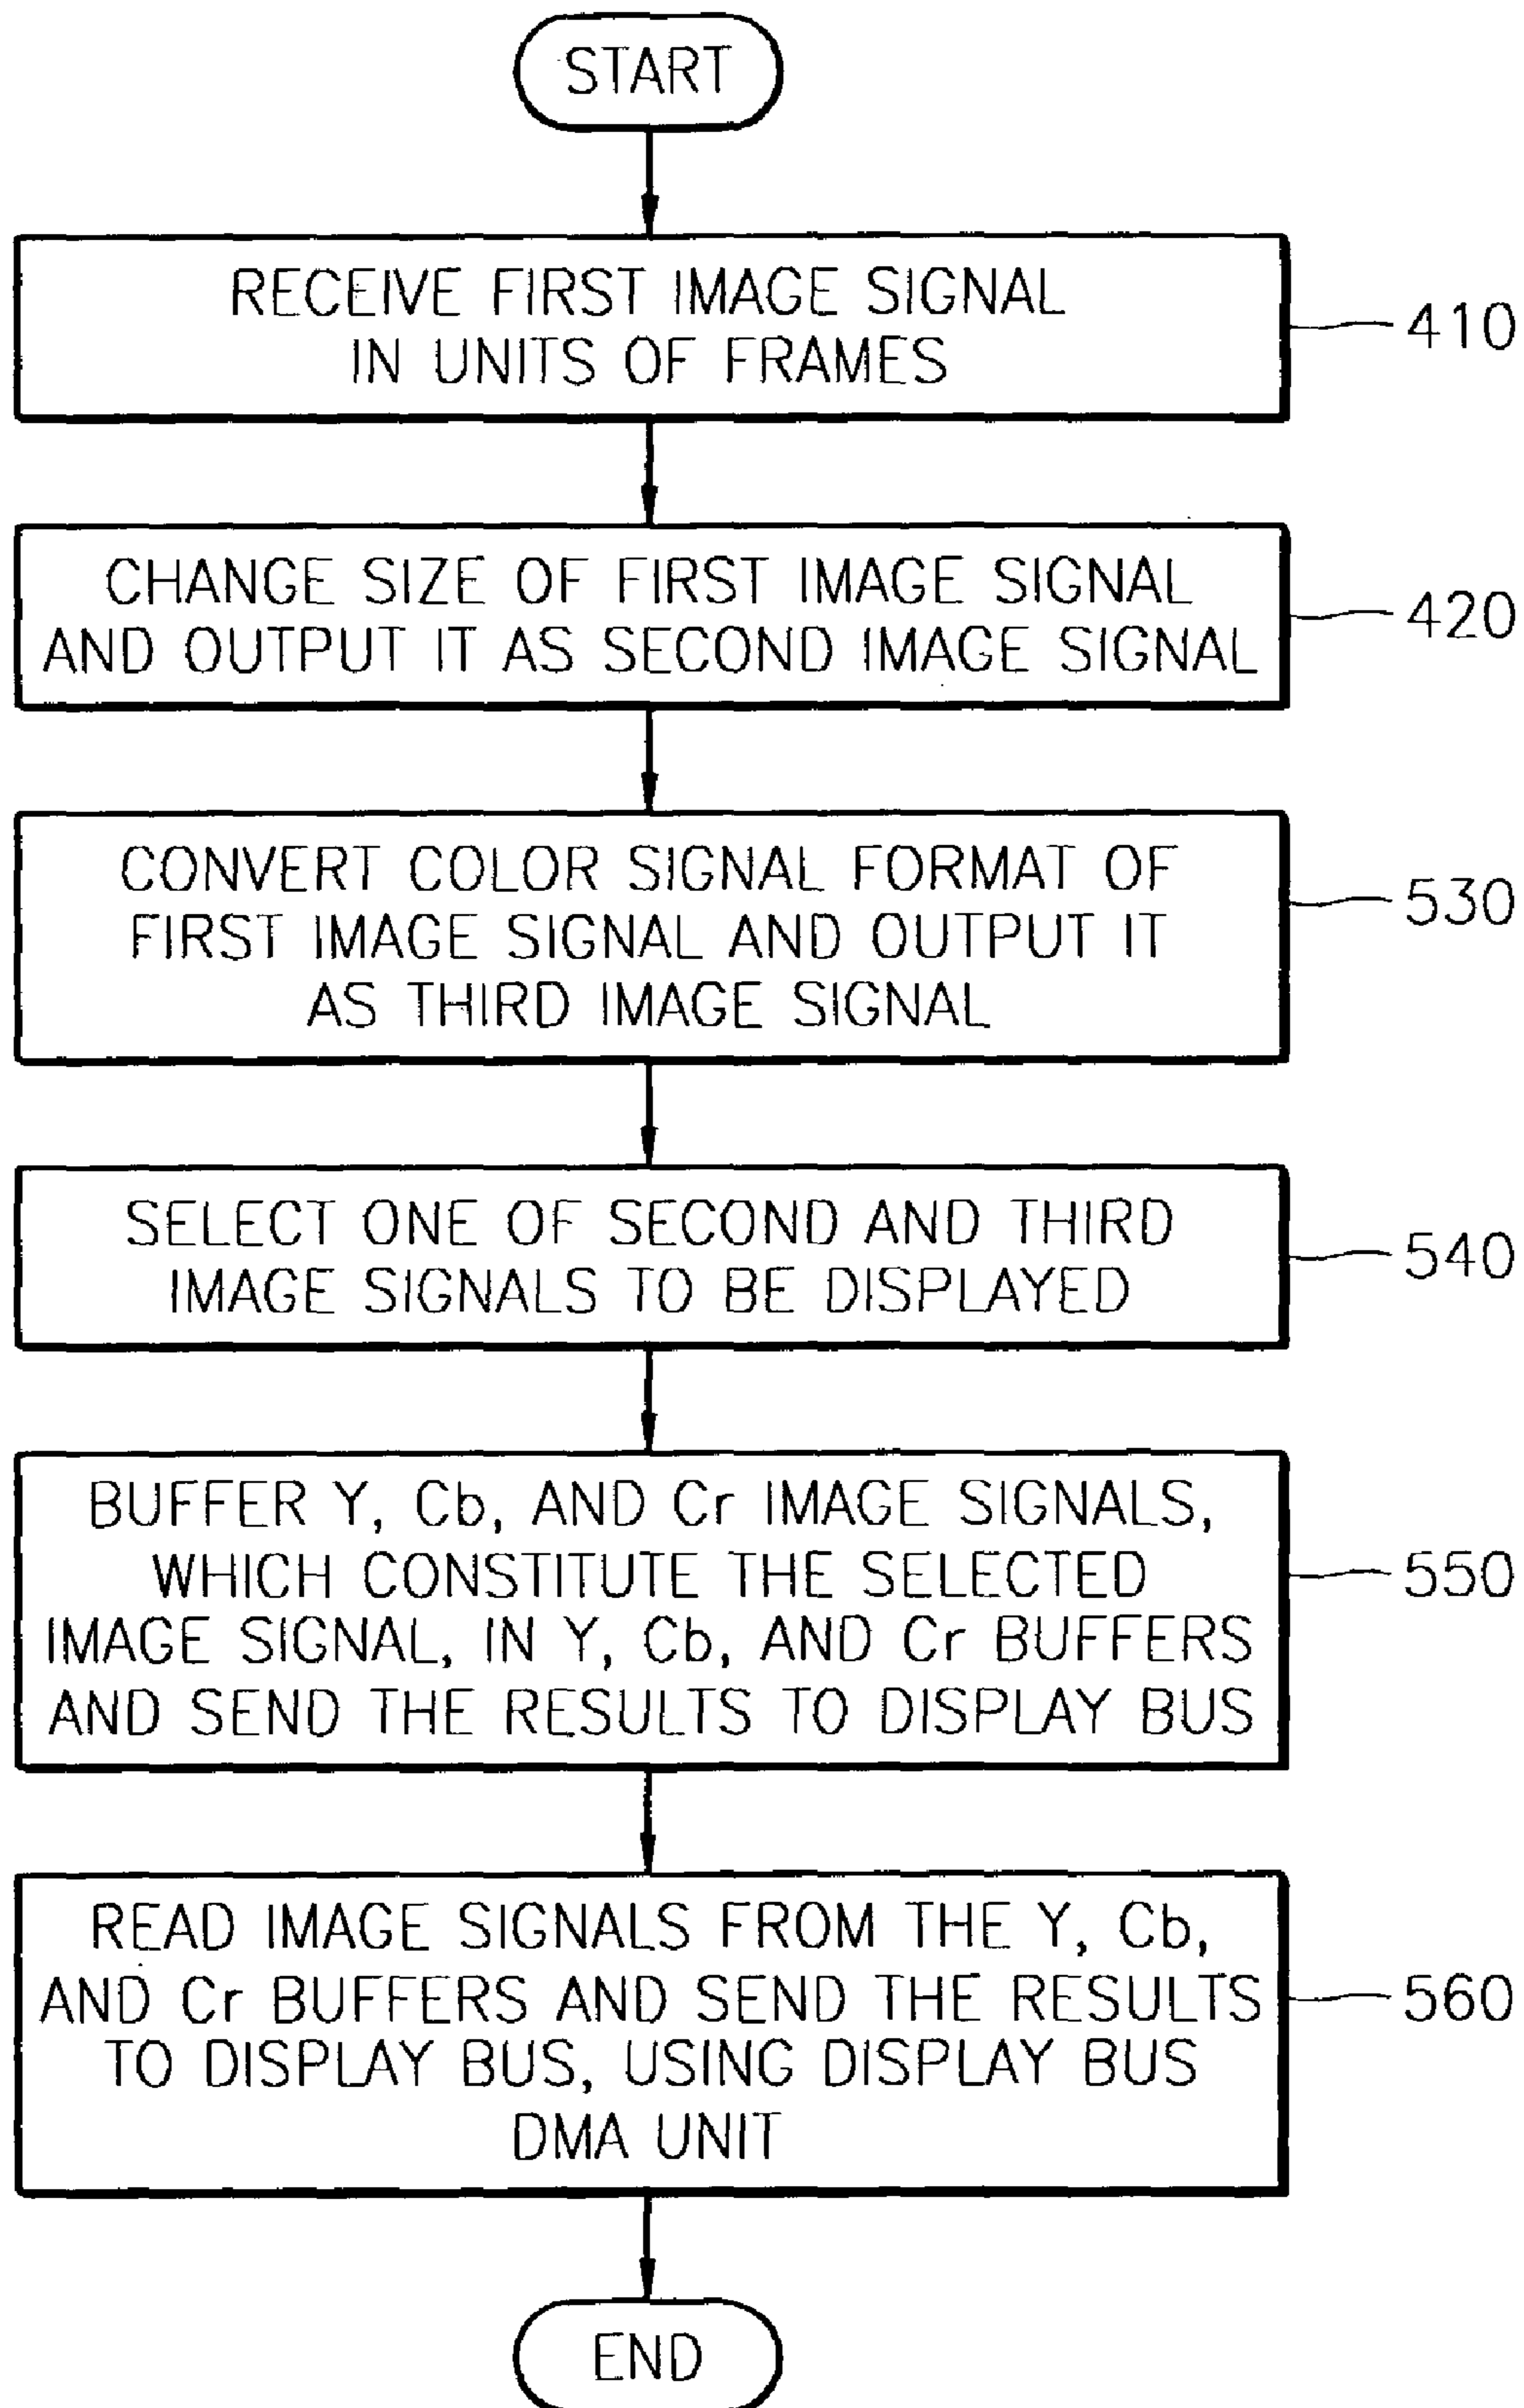 START
RECEIVE FIRST IMAGE SIGNAL
IN UNITS OF FRAMES
410
CHANGE SIZE OF FIRST IMAGE SIGNAL
AND OUTPUT IT AS SECOND IMAGE SIGNAL
420
CONVERT COLOR SIGNAL FORMAT OF
FIRST IMAGE SIGNAL AND OUTPUT IT
AS THIRD IMAGE SIGNAL
530
SELECT ONE OF SECOND AND THIRD
IMAGE SIGNALS TO BE DISPLAYED
540
BUFFER Y, Cb, AND Cr IMAGE SIGNALS,
WHICH CONSTITUTE THE SELECTED
IMAGE SIGNAL, IN Y, Cb, AND Cr BUFFERS
AND SEND THE RESULTS TO DISPLAY BUS
550
READ IMAGE SIGNALS FROM THE Y, Cb,
AND Cr BUFFERS AND SEND THE RESULTS
TO DISPLAY BUS, USING DISPLAY BUS
DMA UNIT
560
END